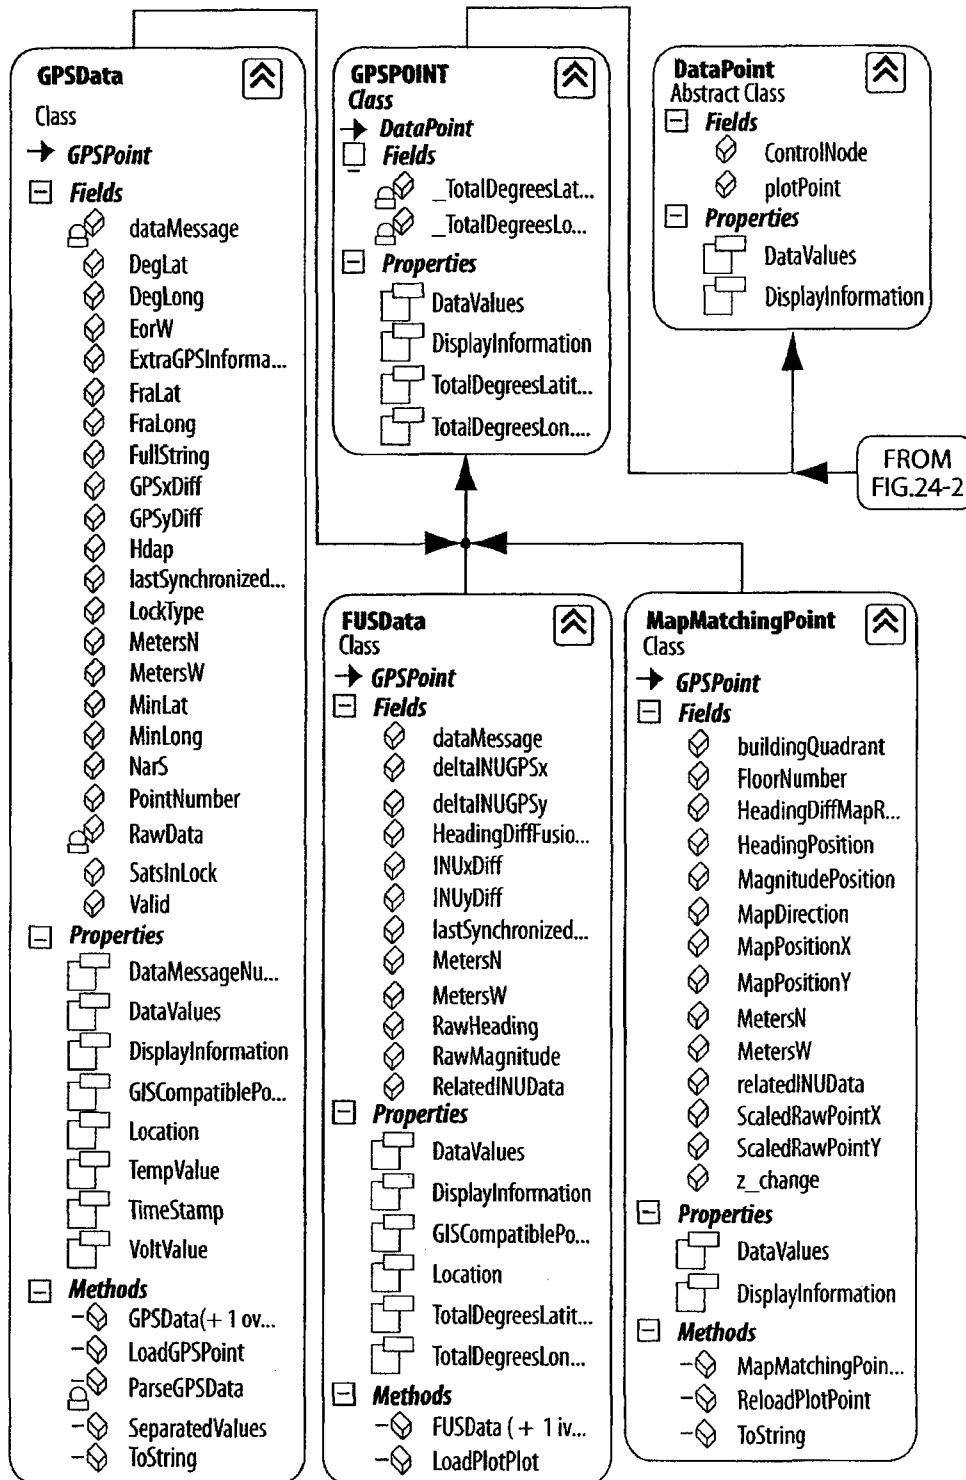 GPSData
Class
GPSPoint
Fields
dataMessage
DegLat
DegLong
EorW
ExtraGPSInforma...
FraLat
FraLong
FullString
GPSxDiff
GPSyDiff
Hdap
lastSynchronized...
LockType
MetersN
MetersW
MinLat
MinLong
NarS
PointNumber
RawData
SatsInLock
Valid
Properties
DataMessageNu...
DataValues
DisplayInformation
GISCompatiblePo...
Location
TempValue
TimeStamp
VoltValue
Methods
GPSData(+ 1 ov...
LoadGPSPoint
ParseGPSData
SeparatedValues
ToString
GPSPOINT
Class
DataPoint
Fields
_TotalDegreesLat...
_TotalDegreesLo...
Properties
DataValues
DisplayInformation
TotalDegreesLatit...
TotalDegreesLon....
DataPoint
Abstract Class
Fields
ControlNode
plotPoint
Properties
DataValues
DisplayInformation
FROM
FIG.24-2
FUSData
Class
GPSPoint
Fields
dataMessage
deltaINUGPSx
deltaINUGPSy
HeadingDiffFusio...
INUxDiff
INUyDiff
lastSynchronized...
MetersN
MetersW
RawHeading
RawMagnitude
RelatedINUData
Properties
DataValues
DisplayInformation
GISCompatiblePo...
Location
TotalDegreesLatit...
TotalDegreesLon...
Methods
FUSData ( + 1 iv...
LoadPlotPlot
MapMatchingPoint
Class
GPSPoint
Fields
buildingQuadrant
FloorNumber
HeadingDiffMapR...
HeadingPosition
MagnitudePosition
MapDirection
MapPositionX
MapPositionY
MetersN
MetersW
relatedINUData
ScaledRawPointX
ScaledRawPointY
z_change
Properties
DataValues
DisplayInformation
Methods
MapMatchingPoin...
ReloadPlotPoint
ToString